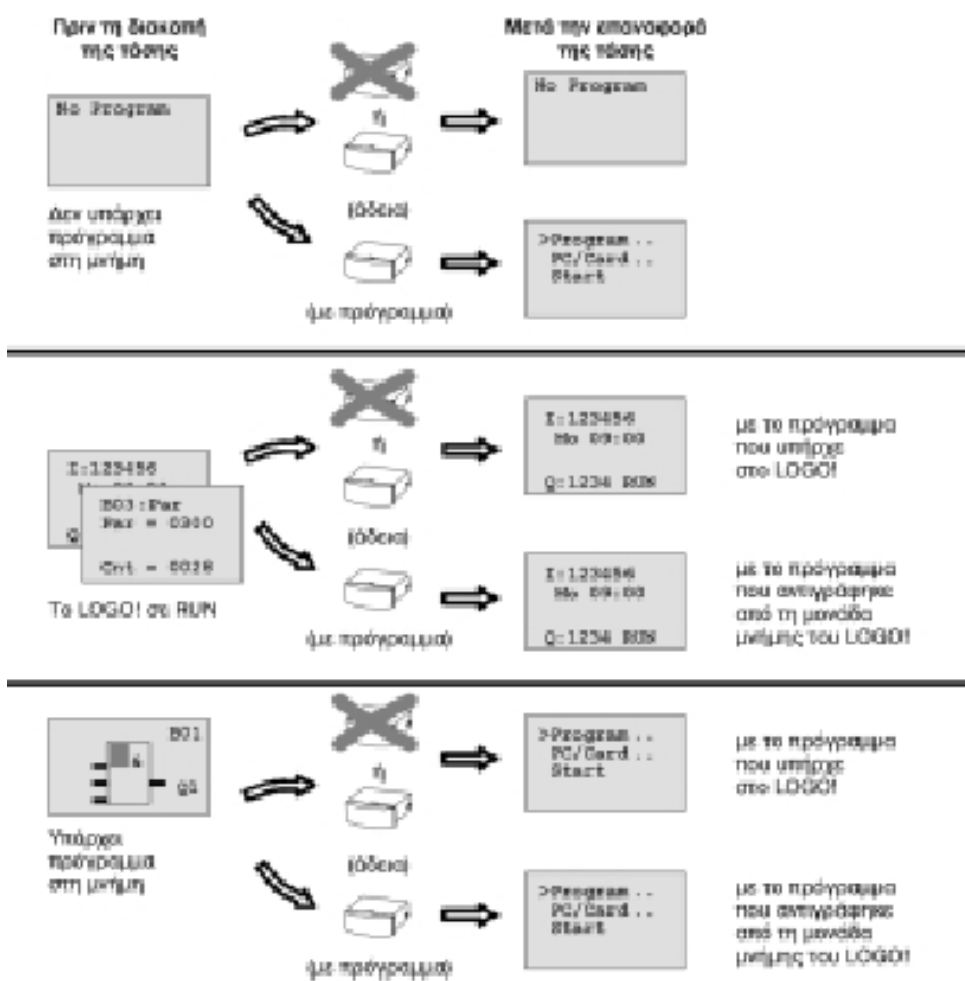 Πριν τη διακοπή
της τάσης
Μετά την επαναφορά
της τάσης
No Program
ή
No Program
Δεν υπάρχει
πρόγραμμα
στη μνήμη
(άδεια)
>Program..
PC/Card..
Start
(με πρόγραμμα)
I:123456
B03:Par
Par = 0300
Cnt = 0028
Q
Το LOGO! σε RUN
ή
(άδεια)
(με πρόγραμμα)
I:123456
Mo 09:00
Q:1234 RUN
με το πρόγραμμα
που υπήρχε
στο LOGO!
I:123456
Mo 09:00
Q:1234 RUN
με το πρόγραμμα
που αντιγράφηκε
από τη μονάδα
μνήμης του LOGO!
B01
&
Q1
Υπάρχει
πρόγραμμα
στη μνήμη
ή
(άδεια)
(με πρόγραμμα)
>Program..
PC/Card..
Start
με το πρόγραμμα
που υπήρχε
στο LOGO!
>Program..
PC/Card..
Start
με το πρόγραμμα
που αντιγράφηκε
από τη μονάδα
μνήμης του LOGO!